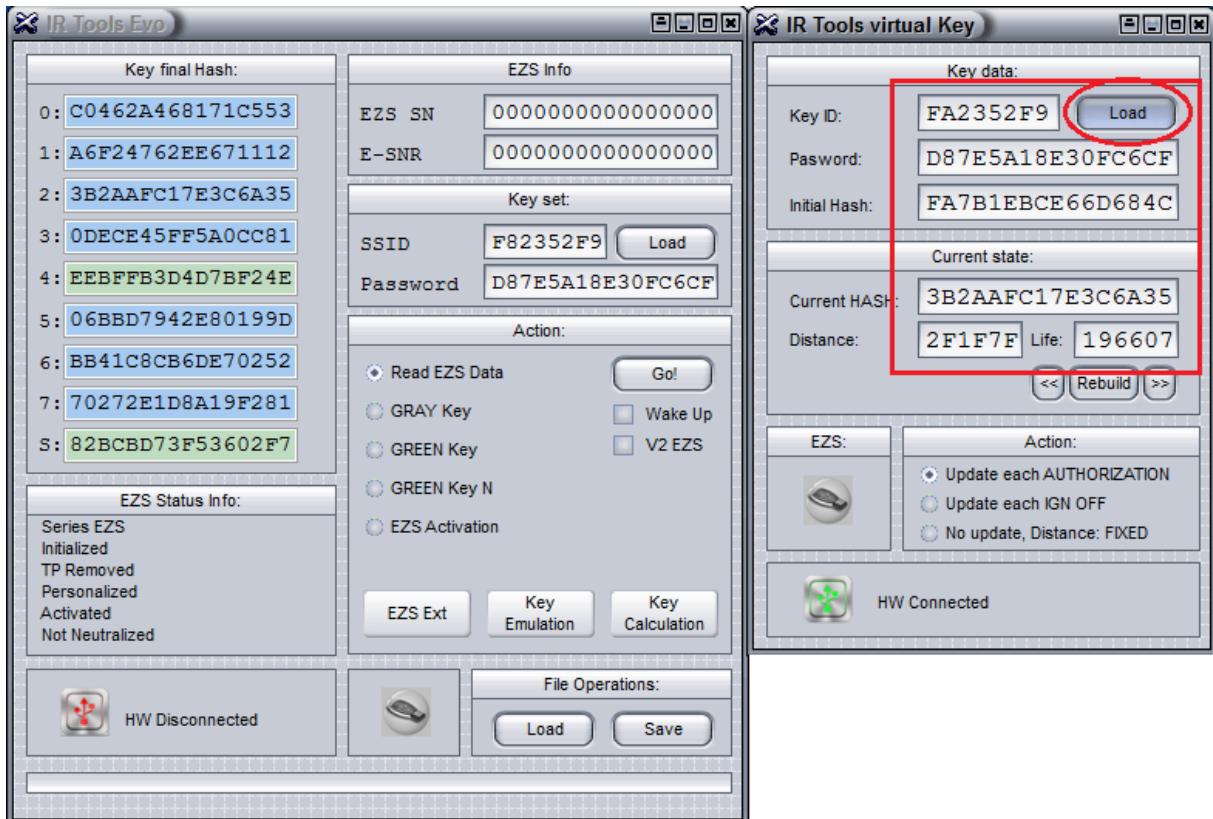 IR Tools Evo
Key final Hash:
0: C0462A468171C553
1: A6F24762EE671112
2: 3B2AAFC17E3C6A35
3: 0DECE45FF5A0CC81
4: EEBFFB3D4D7BF24E
5: 06BBD7942E80199D
6: BB41C8CB6DE70252
7: 70272E1D8A19F281
S: 82BCBD73F53602F7
EZS Status Info:
Series EZS
Initialized
TP Removed
Personalized
Activated
Not Neutralized
HW Disconnected
EZS Info
EZS SN 0000000000000000
E-SNR 0000000000000000
Key set:
SSID F82352F9 Load
Password D87E5A18E30FC6CF
Action:
Read EZS Data Go!
GRAY Key Wake Up
GREEN Key V2 EZS
GREEN Key N
EZS Activation
EZS Ext Key Emulation Key Calculation
File Operations:
Load Save
IR Tools virtual Key
Key data:
Key ID: FA2352F9 Load
Pasword: D87E5A18E30FC6CF
Initial Hash: FA7B1EBCE66D684C
Current state:
Current HASH: 3B2AAFC17E3C6A35
Distance: 2F1F7F Life: 196607
<< Rebuild >>
EZS:
Action:
Update each AUTHORIZATION
Update each IGN OFF
No update, Distance: FIXED
HW Connected